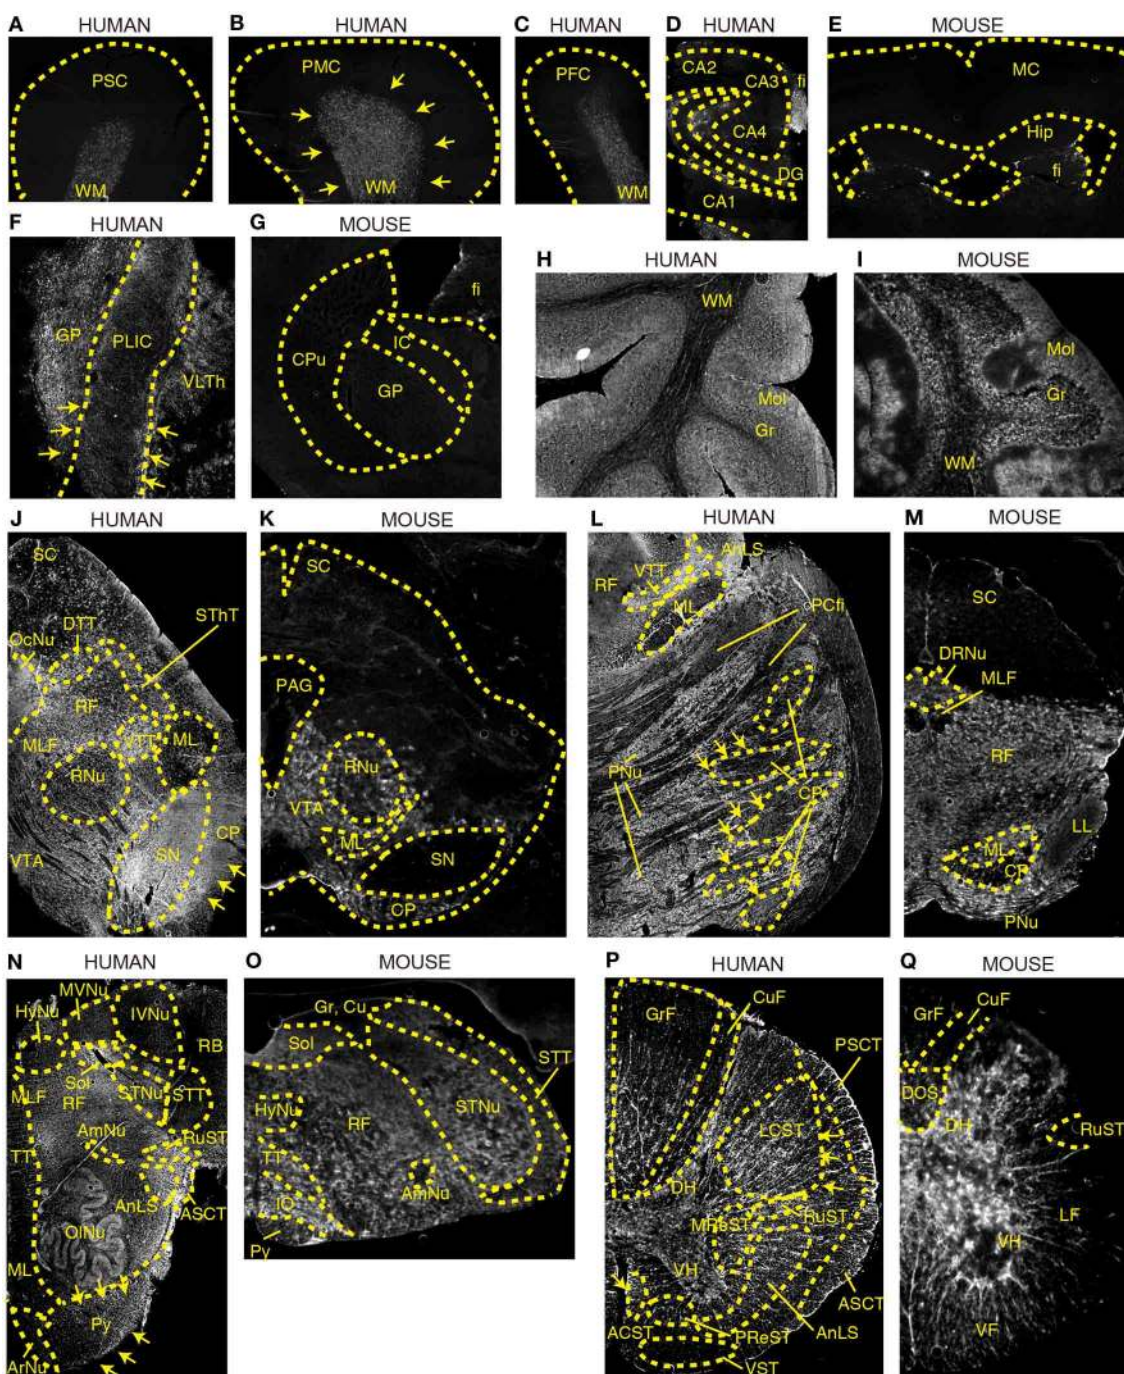 A HUMAN
PSC
WM
B HUMAN
PMC
WM
C HUMAN
PFC
WM
D HUMAN
CA2
CA3
fi
CA4
DG
CA1
E MOUSE
MC
Hip
fi
F HUMAN
GP
PLIC
VLTh
G MOUSE
fi
IC
CPu
GP
H HUMAN
WM
Mol
Gr
I MOUSE
Mol
Gr
WM
J HUMAN
SC
SThT
DTT
OcNu
RF
MLF
VTT
ML
RNu
CP
SN
VTA
K MOUSE
SC
PAG
RNu
VTA
ML
SN
CP
L HUMAN
AnLS
VTT
RF
ML
PCfi
PNu
CP
M MOUSE
SC
DRNu
MLF
RF
LL
ML
CP
PNu
N HUMAN
MVNu
HyNu
IVNu
RB
Sol
MLF
RF
STNu
STT
AmNu
RuST
TT
AnLS
ASCT
OlNu
ML
Py
ArNu
O MOUSE
Gr, Cu
Sol
STT
HyNu
RF
STNu
TT
AmNu
IO
Py
P HUMAN
CuF
GrF
PSCT
LCST
DH
MReST
RuST
VH
ASCT
ACST
PReST
AnLS
VST
Q MOUSE
CuF
GrF
DOS
DH
RuST
LF
VH
VF